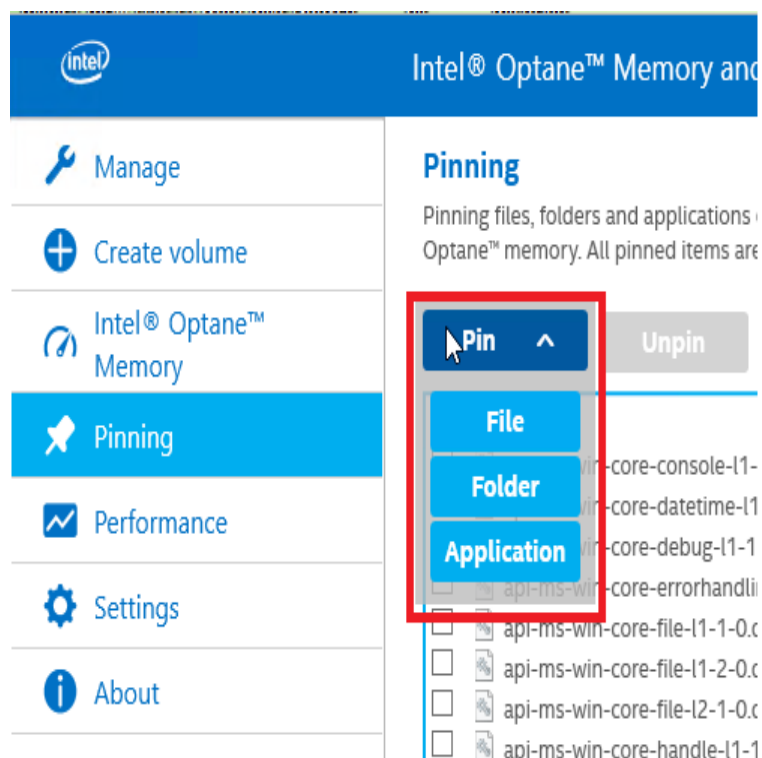 intel
Intel® Optane™ Memory and
Manage
Create volume
Intel® Optane™
Memory
Pinning
Performance
Settings
About
Pinning
Pinning files, folders and applications
Optane™ memory. All pinned items are
Pin
Unpin
File
Folder
Application
win-core-console-l1-
-core-datetime-l1
win-core-debug-l1-1
api-ms-win-core-errorhandli
api-ms-win-core-file-l1-1-0.d
api-ms-win-core-file-l1-2-0.d
api-ms-win-core-file-l2-1-0.d
api-ms-win-core-handle-l1-1